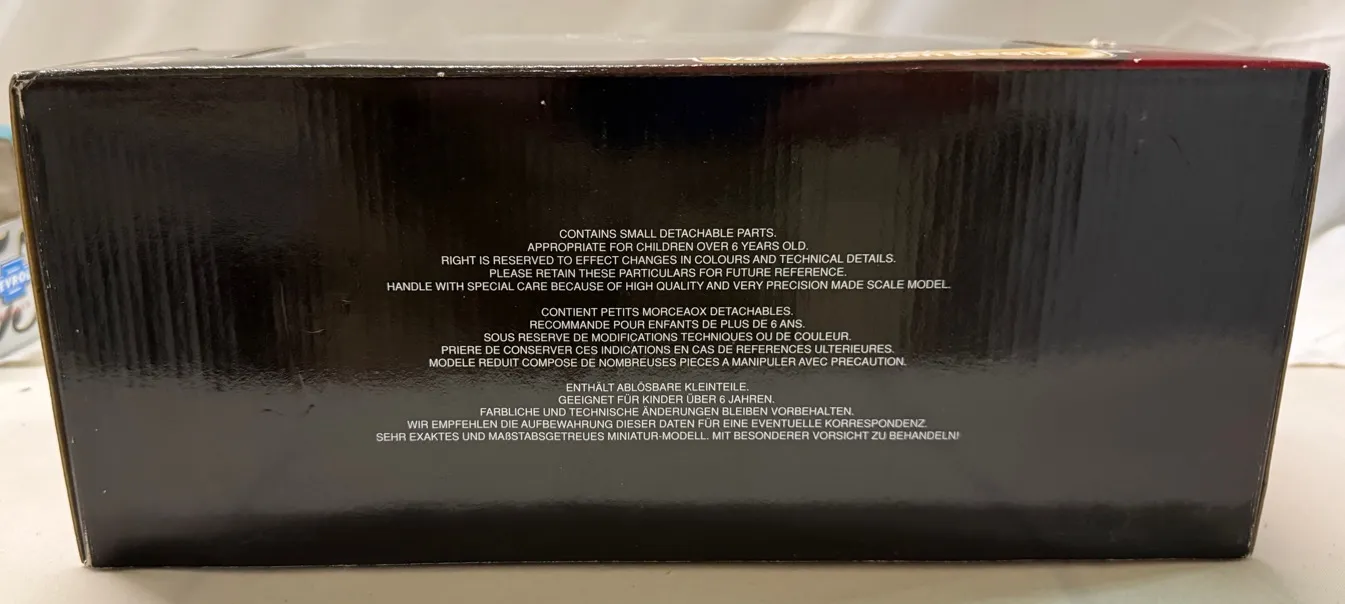 CONTAINS SMALL DETACHABLE PARTS.
APPROPRIATE FOR CHILDREN OVER 6 YEARS OLD.
RIGHT IS RESERVED TO EFFECT CHANGES IN COLOURS AND TECHNICAL DETAILS.
PLEASE RETAIN THESE PARTICULARS FOR FUTURE REFERENCE.
HANDLE WITH SPECIAL CARE BECAUSE OF HIGH QUALITY AND VERY PRECISION MADE SCALE MODEL.
CONTIENT PETITS MORCEAOX DETACHABLES.
RECOMMANDE POUR ENFANTS DE PLUS DE 6 ANS.
SOUS RESERVE DE MODIFICATIONS TECHNIQUES OU DE COULEUR.
PRIERE DE CONSERVER CES INDICATIONS EN CAS DE REFERENCES ULTERIEURES.
MODELE REDUIT COMPOSE DE NOMBREUSES PIECES A MANIPULER AVEC PRECAUTION.
ENTHÄLT ABLÖSBARE KLEINTEILE.
GEEIGNET FÜR KINDER ÜBER 6 JAHREN.
FARBLICHE UND TECHNISCHE ÄNDERUNGEN BLEIBEN VORBEHALTEN.
WIR EMPFEHLEN DIE AUFBEWAHRUNG DIESER DATEN FÜR EINE EVENTUELLE KORRESPONDENZ.
SEHR EXAKTES UND MAßSTABSGETREUES MINIATUR-MODELL. MIT BESONDERER VORSICHT ZU BEHANDELN!